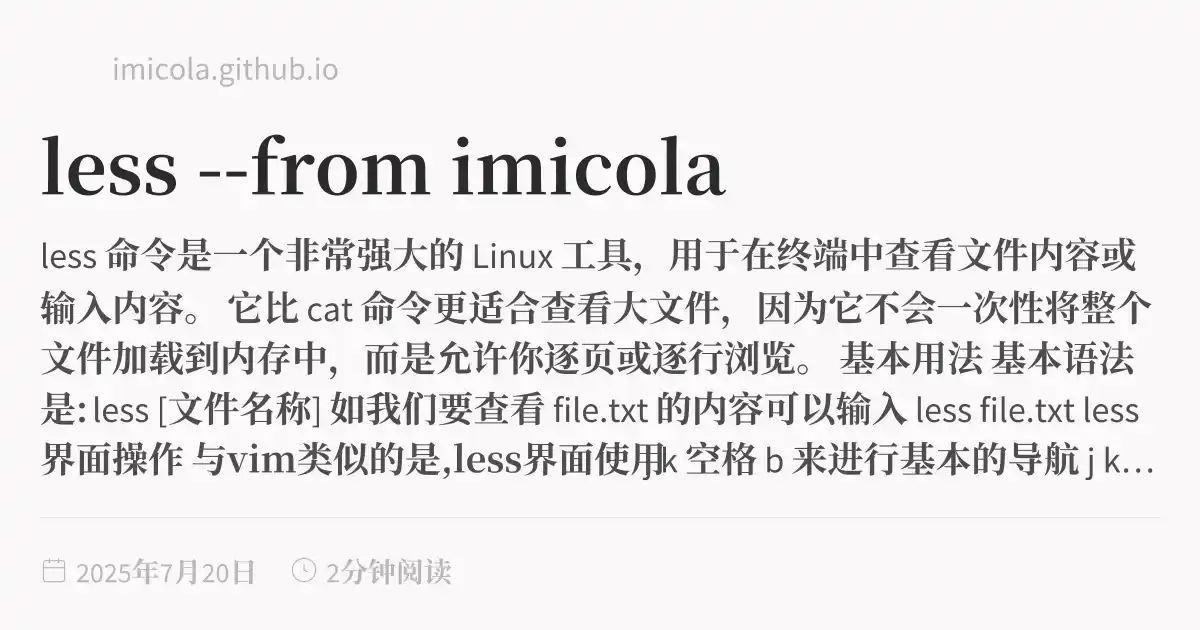 imicola.github.io
less --from imicola
less 命令是一个非常强大的 Linux 工具，用于在终端中查看文件内容或
输入内容。 它比 cat 命令更适合查看大文件，因为它不会一次性将整个
文件加载到内存中，而是允许你逐页或逐行浏览。 基本用法 基本语法
是: less [文件名称] 如我们要查看 file.txt 的内容可以输入 less file.txt less
界面操作 与vim类似的是,less界面使用jk 空格 b 来进行基本的导航 j k…
2025年7月20日 2分钟阅读